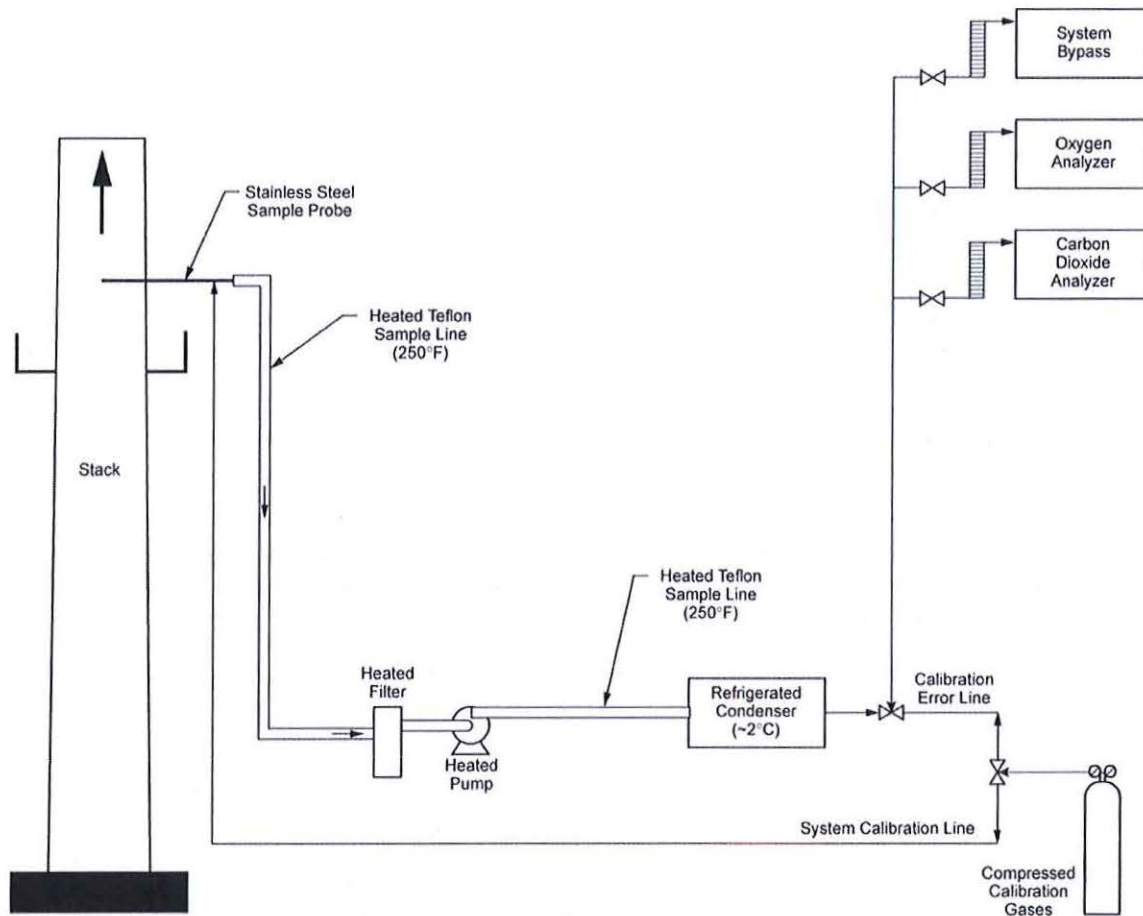 System
Bypass
Oxygen
Analyzer
Carbon
Dioxide
Analyzer
Stainless Steel
Sample Probe
Heated Teflon
Sample Line
(250°F)
Stack
Heated Teflon
Sample Line
(250°F)
Heated
Filter
Heated
Pump
Refrigerated
Condenser
(~2°C)
Calibration
Error Line
System Calibration Line
Compressed
Calibration
Gases